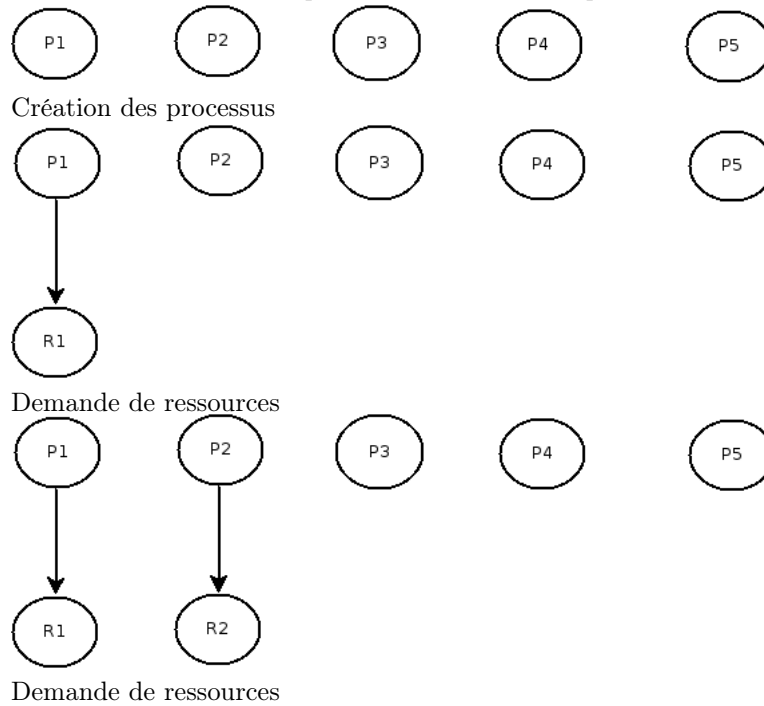 P1 P2 P3 P4 P5
Création des processus
P1 P2 P3 P4 P5
R1
Demande de ressources
P1 P2 P3 P4 P5
R1 R2
Demande de ressources